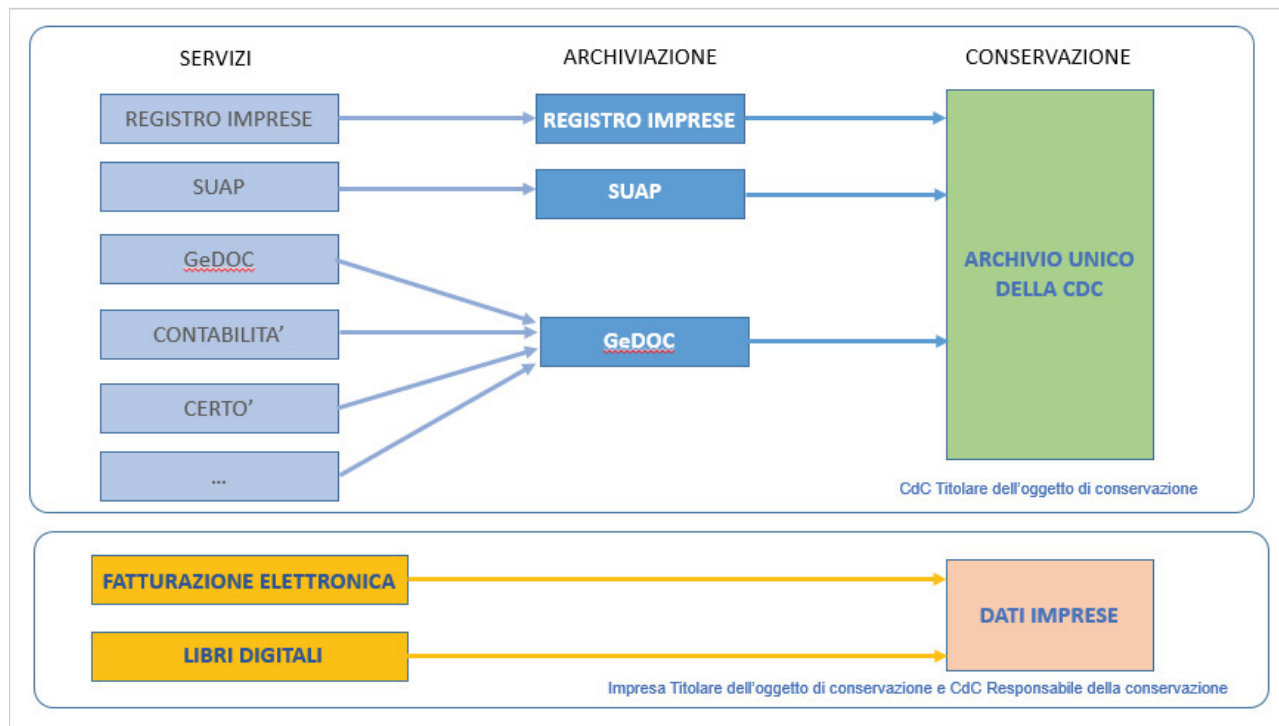 SERVIZI
ARCHIVIAZIONE
CONSERVAZIONE
REGISTRO IMPRESE
REGISTRO IMPRESE
SUAP
SUAP
GeDOC
ARCHIVIO UNICO
DELLA CDC
CONTABILITA’
GeDOC
CERTO’
...
CdC Titolare dell’oggetto di conservazione
FATTURAZIONE ELETTRONICA
DATI IMPRESE
LIBRI DIGITALI
Impresa Titolare dell’oggetto di conservazione e CdC Responsabile della conservazione